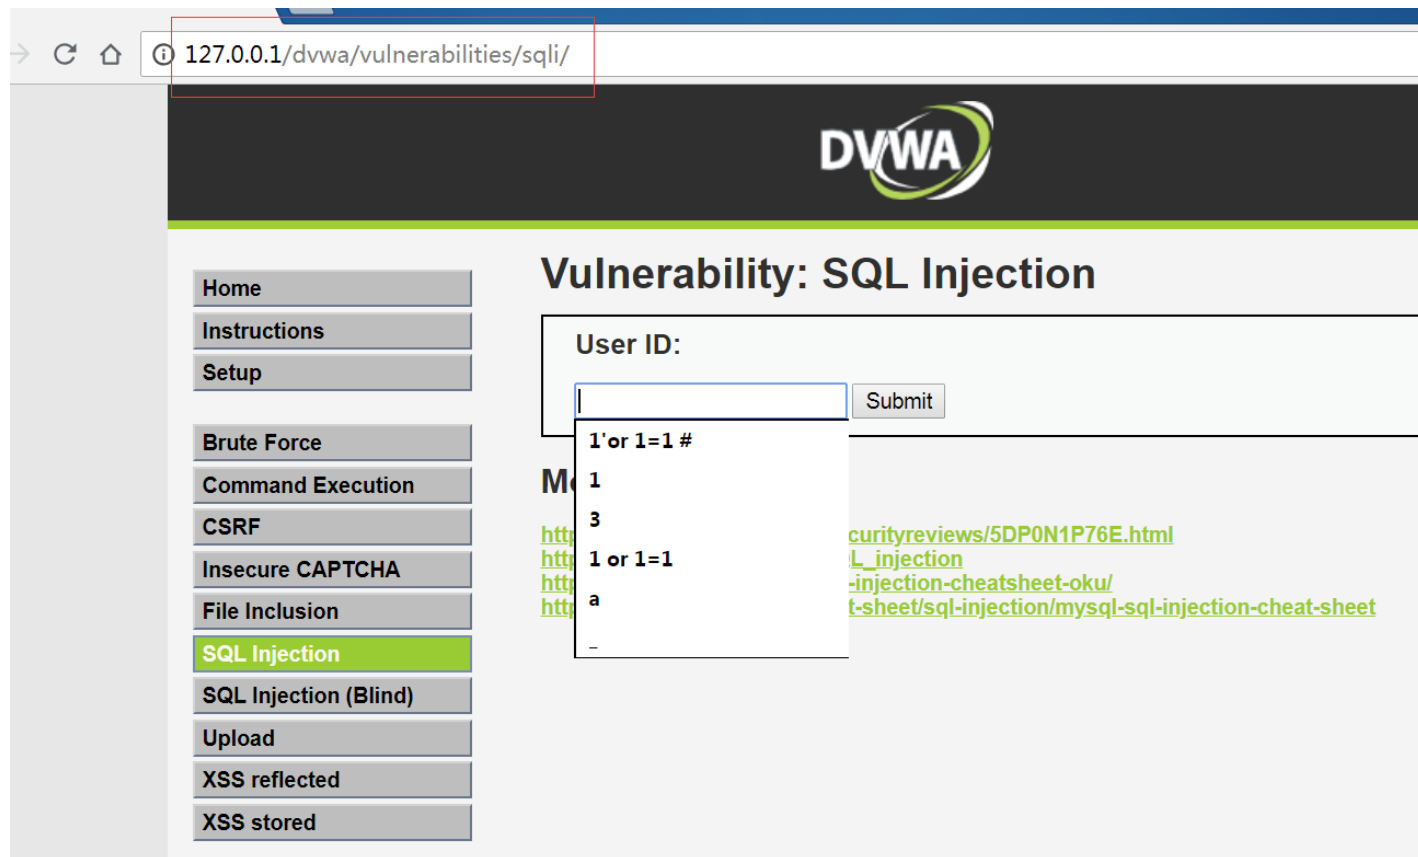 127.0.0.1/dvwa/vulnerabilities/sqli/
DVWA
Home
Instructions
Setup
Brute Force
Command Execution
CSRF
Insecure CAPTCHA
File Inclusion
SQL Injection
SQL Injection (Blind)
Upload
XSS reflected
XSS stored
Vulnerability: SQL Injection
User ID:
Submit
1'or 1=1 #
1
3
1 or 1=1
a
curityreviews/5DP0N1P76E.html
L_injection
-injection-cheatsheet-oku/
t-sheet/sql-injection/mysql-sql-injection-cheat-sheet